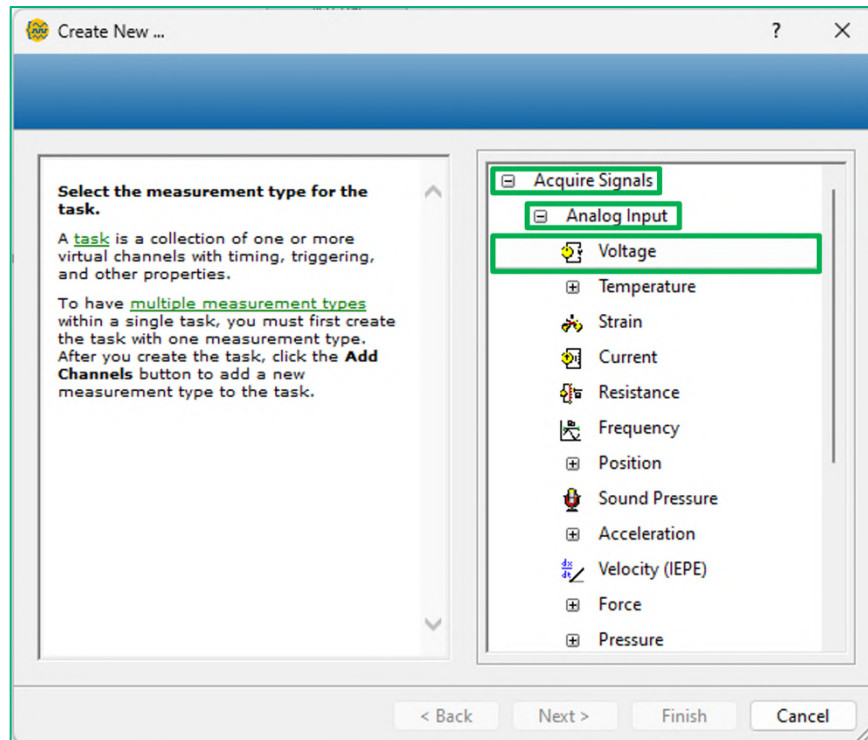 Create New ...
?
Select the measurement type for the
task.
A task is a collection of one or more
virtual channels with timing, triggering,
and other properties.
To have multiple measurement types
within a single task, you must first create
the task with one measurement type.
After you create the task, click the Add
Channels button to add a new
measurement type to the task.
Acquire Signals
Analog Input
Voltage
Temperature
Strain
Current
Resistance
Frequency
Position
Sound Pressure
Acceleration
Velocity (IEPE)
Force
Pressure
< Back Next > Finish Cancel